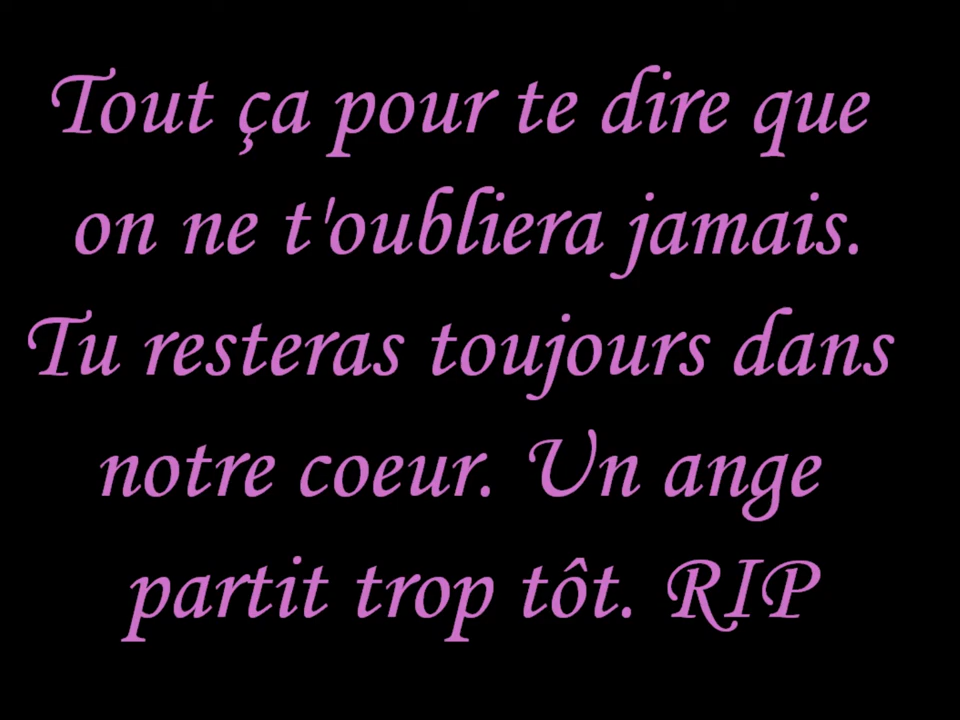 Tout ça pour te dire que
on ne t'oubliera jamais.
Tu resteras toujours dans
notre coeur. Un ange
partit trop tôt. RIP